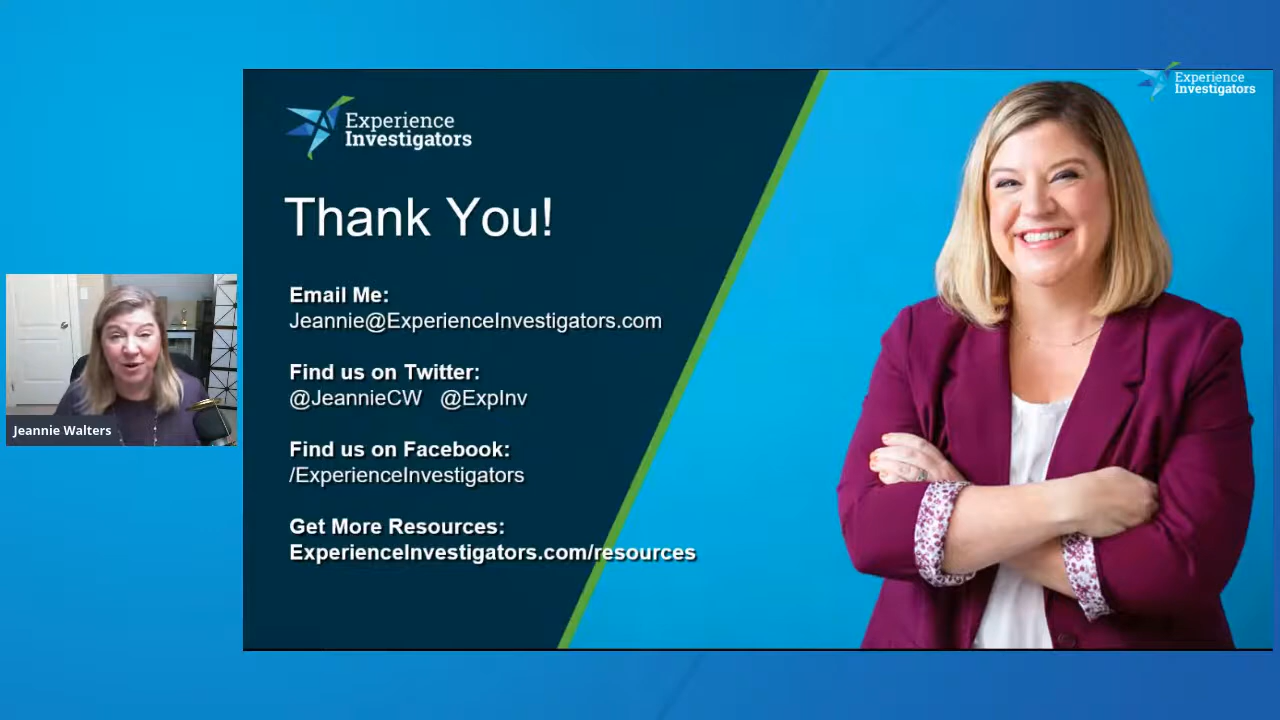 Experience
Investigators
Experience
Investigators
Thank You!
Email Me:
Jeannie@ExperienceInvestigators.com
Find us on Twitter:
@JeannieCW @ExpInv
Find us on Facebook:
/ExperienceInvestigators
Get More Resources:
ExperienceInvestigators.com/resources
Jeannie Walters